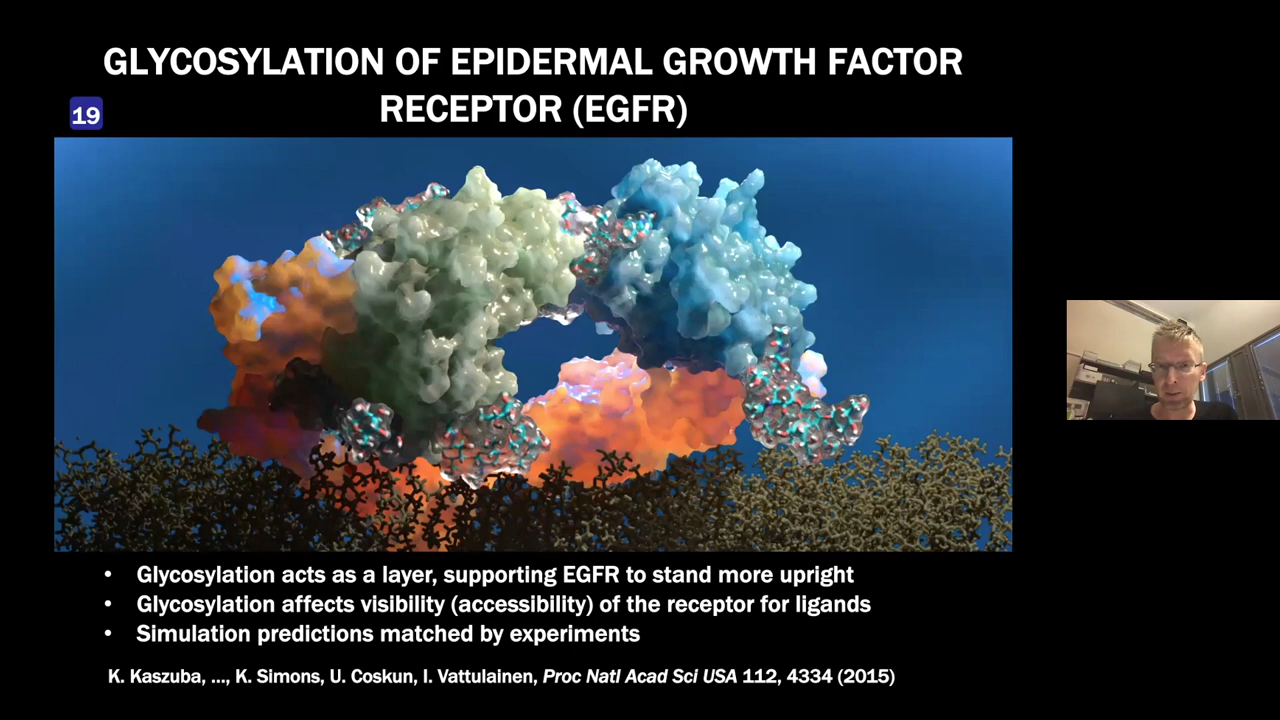 GLYCOSYLATION OF EPIDERMAL GROWTH FACTOR
RECEPTOR (EGFR)
19
• Glycosylation acts as a layer, supporting EGFR to stand more upright
• Glycosylation affects visibility (accessibility) of the receptor for ligands
• Simulation predictions matched by experiments
K. Kaszuba, ..., K. Simons, U. Coskun, I. Vattulainen, Proc Natl Acad Sci USA 112, 4334 (2015)